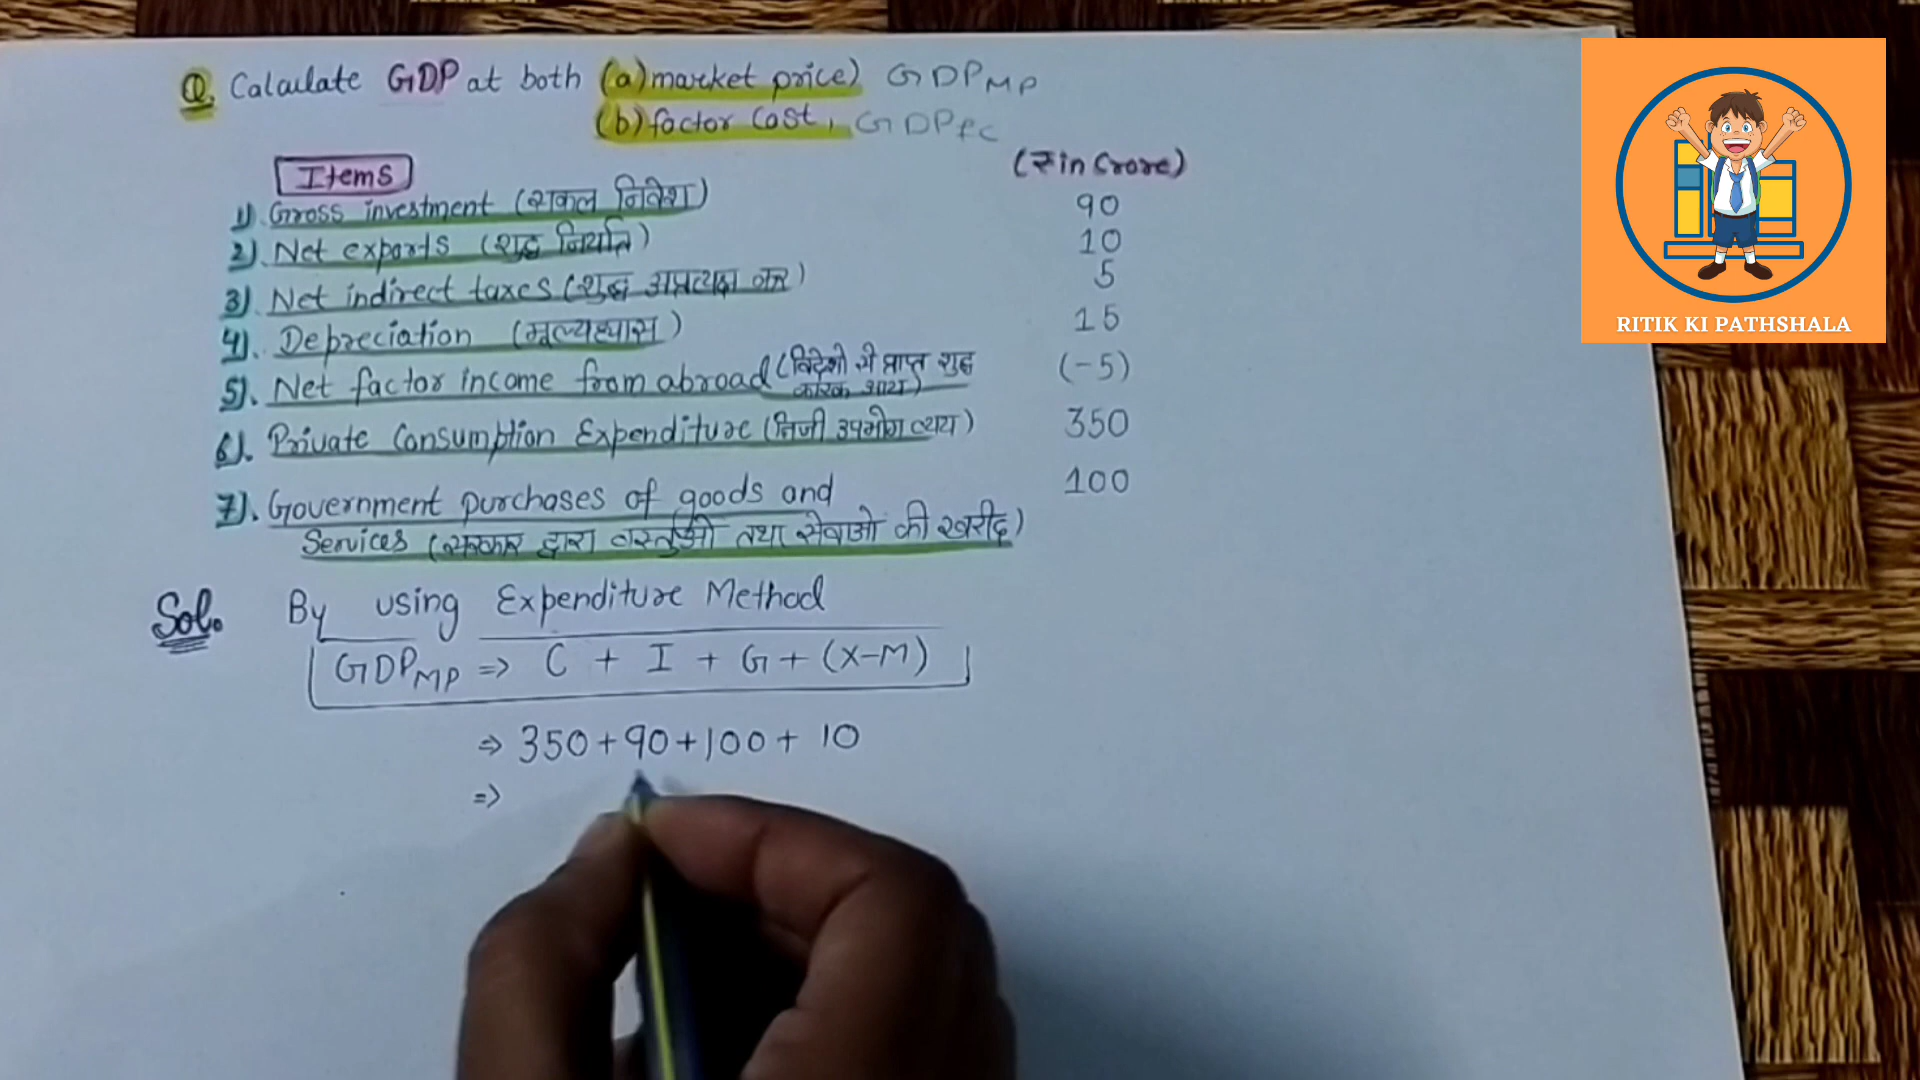 Q. Calculate GDP at both (a) market price) GDPMP
(b) factor Cost, GDPfc
Items
(₹ in Crore)
1). Gross investment (सकल निवेश) 90
2). Net exports (शुद्ध निर्यात) 10
3). Net indirect taxes (शुद्ध अप्रत्यक्ष कर) 5
4). Depreciation (मूल्यह्यास) 15
5). Net factor income from abroad (विदेशो से प्राप्त शुद्ध (-5)
कारक आय)
6). Private Consumption Expenditure (निजी उपभोग व्यय) 350
7). Government purchases of goods and 100
Services (सरकार द्वारा वस्तुओ तथा सेवाओ की खरीद)
Sol. By using Expenditure Method
GDPMP => C + I + G + (X-M)
=> 350+90+100+ 10
=>
RITIK KI PATHSHALA